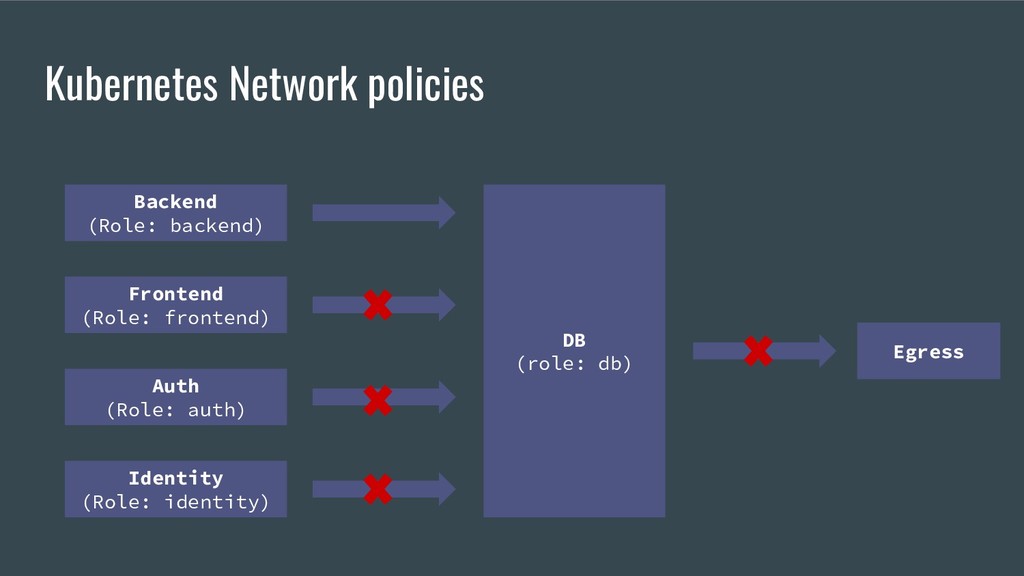 Kubernetes Network policies
Backend
(Role: backend)
Frontend
(Role: frontend)
Auth
(Role: auth)
Identity
(Role: identity)
DB
(role: db)
Egress